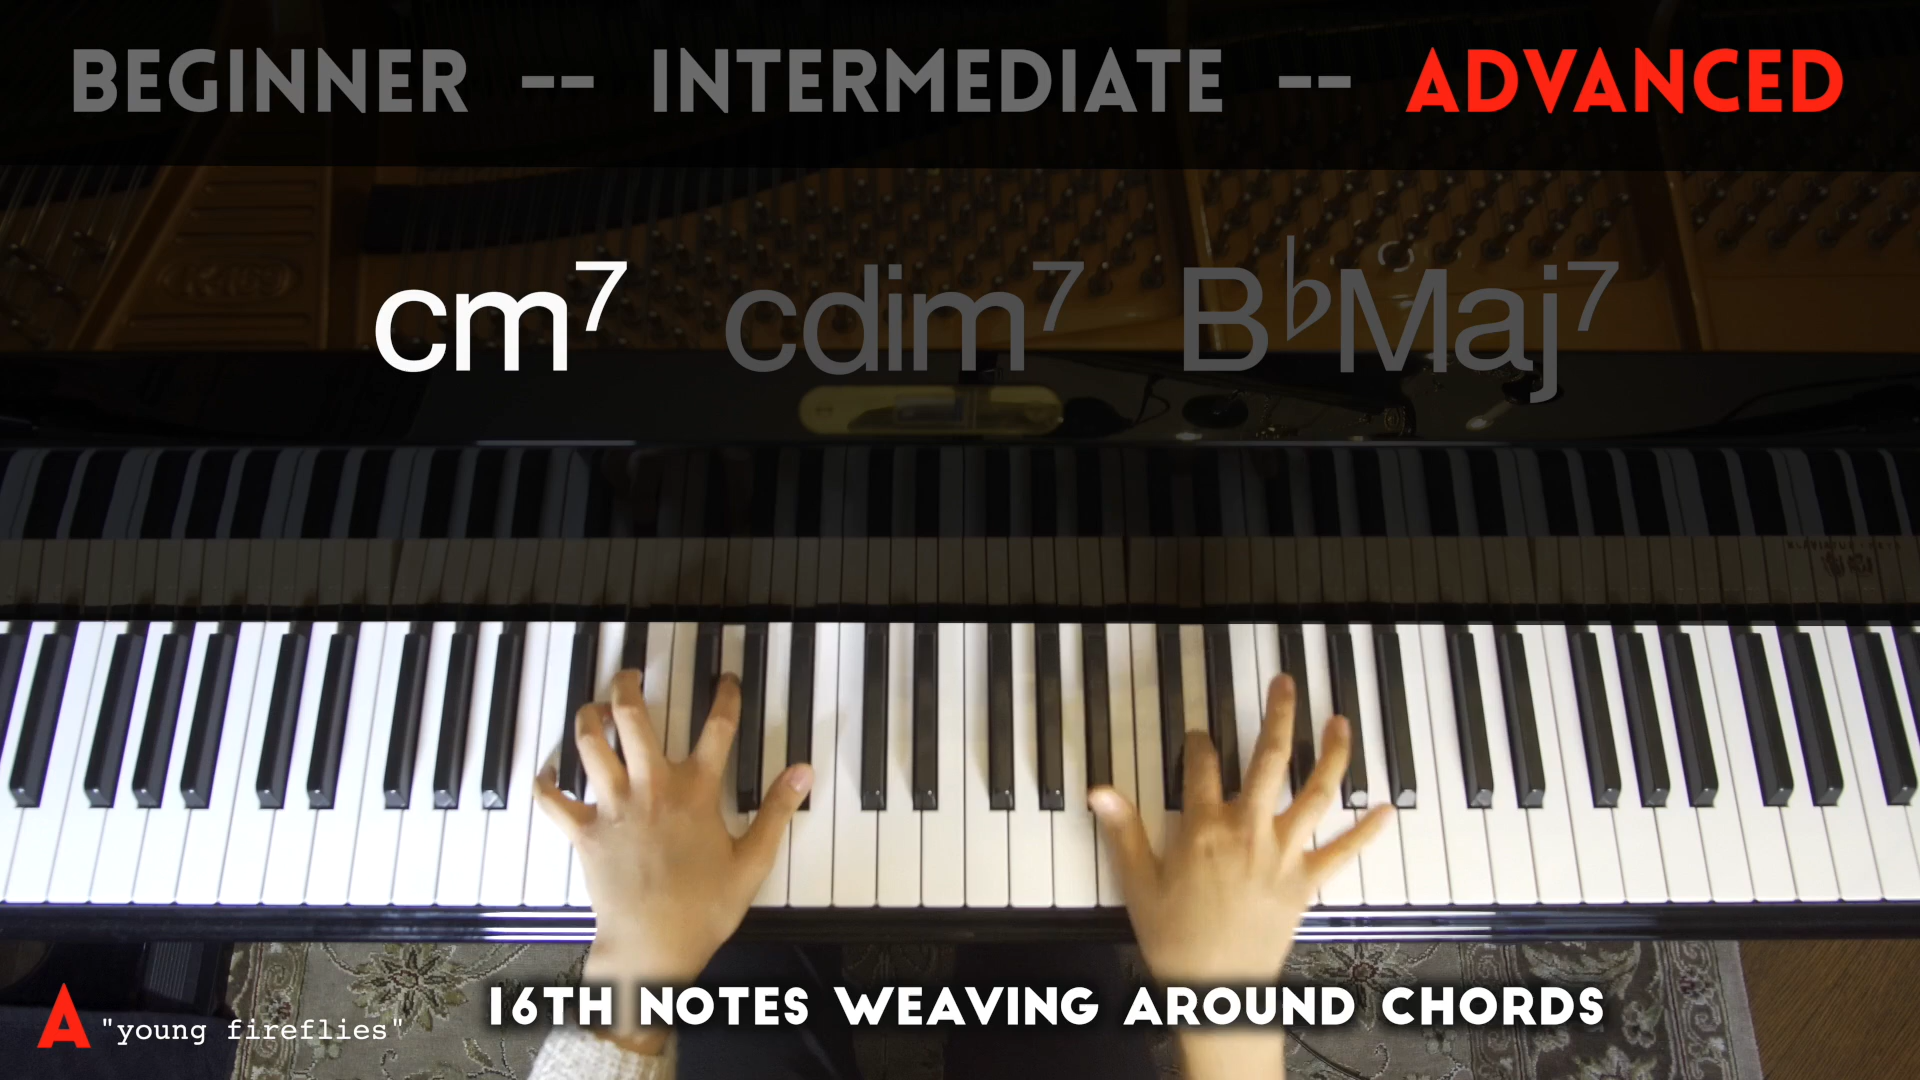 BEGINNER -- INTERMEDIATE -- ADVANCED
cm⁷ cdim⁷ B♭Maj⁷
16TH NOTES WEAVING AROUND CHORDS
A "young fireflies"